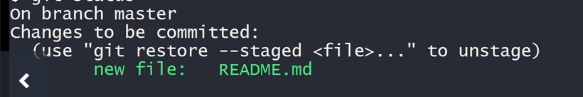 On branch master
Changes to be committed:
(use "git restore --staged <file>..." to unstage)
new file: README.md